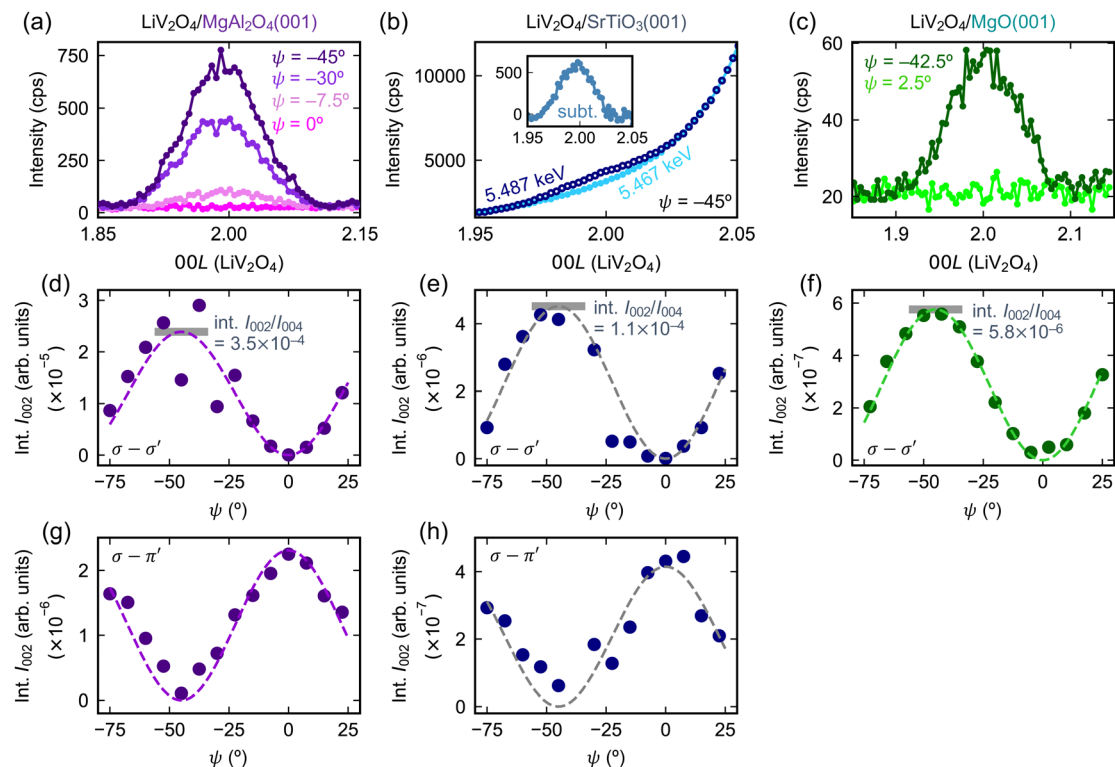 (a)
LiV₂O₄/MgAl₂O₄(001)
Intensity (cps)
750
500
250
0
ψ = −45º
ψ = −30º
ψ = −7.5º
ψ = 0º
1.85
2.00
2.15
00L (LiV₂O₄)
(b)
LiV₂O₄/SrTiO₃(001)
Intensity (cps)
10000
5000
500
0
subt.
1.95
2.00
2.05
5.487 keV
5.467 keV
ψ = −45º
1.95
2.00
2.05
00L (LiV₂O₄)
(c)
LiV₂O₄/MgO(001)
Intensity (cps)
60
40
20
ψ = −42.5º
ψ = 2.5º
1.9
2.0
2.1
00L (LiV₂O₄)
(d)
Int. I₀₀₂ (arb. units)
(×10⁻⁵)
3
2
1
0
int. I₀₀₂/I₀₀₄
= 3.5×10⁻⁴
σ − σ′
−75
−50
−25
0
25
ψ (º)
(e)
Int. I₀₀₂ (arb. units)
(×10⁻⁶)
4
2
0
int. I₀₀₂/I₀₀₄
= 1.1×10⁻⁴
σ − σ′
−75
−50
−25
0
25
ψ (º)
(f)
Int. I₀₀₂ (arb. units)
(×10⁻⁷)
6
4
2
0
int. I₀₀₂/I₀₀₄
= 5.8×10⁻⁶
σ − σ′
−75
−50
−25
0
25
ψ (º)
(g)
Int. I₀₀₂ (arb. units)
(×10⁻⁶)
2
1
0
σ − π′
−75
−50
−25
0
25
ψ (º)
(h)
Int. I₀₀₂ (arb. units)
(×10⁻⁷)
4
2
0
σ − π′
−75
−50
−25
0
25
ψ (º)